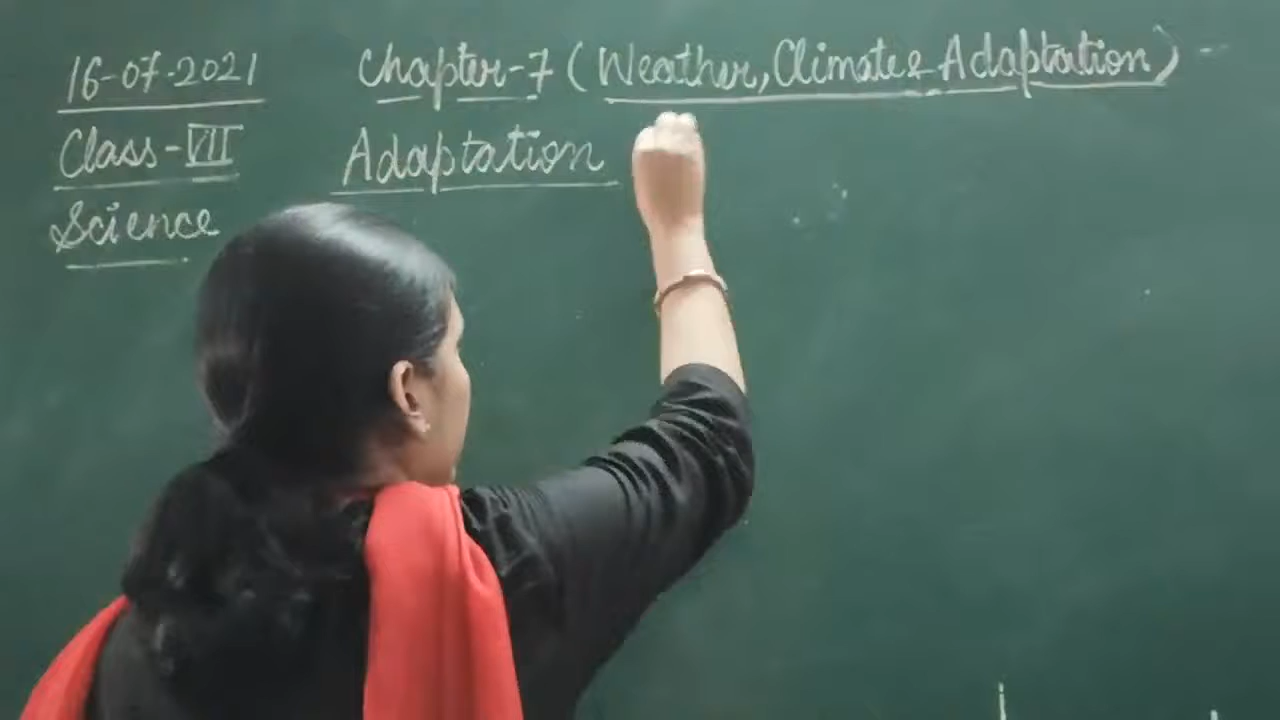 16-07-2021
Chapter-7 (Weather, Climate & Adaptation)
Class-VII
Adaptation
Science